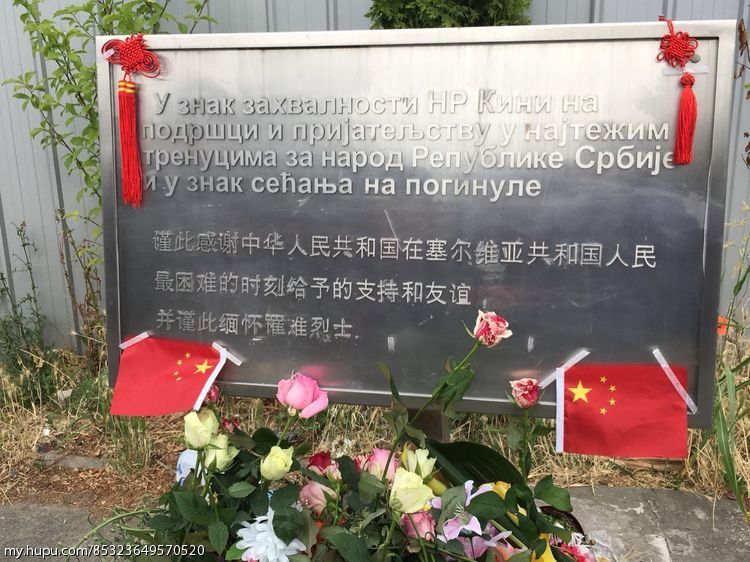 У знак захвалности НР Кини на
подршци и пријатељству у најтежим
тренуцима за народ Републике Србије
и у знак сећања на погинуле
谨此感谢中华人民共和国在塞尔维亚共和国人民
最困难的时刻给予的支持和友谊
并谨此缅怀罹难烈士
my.hupu.com/85323649570520